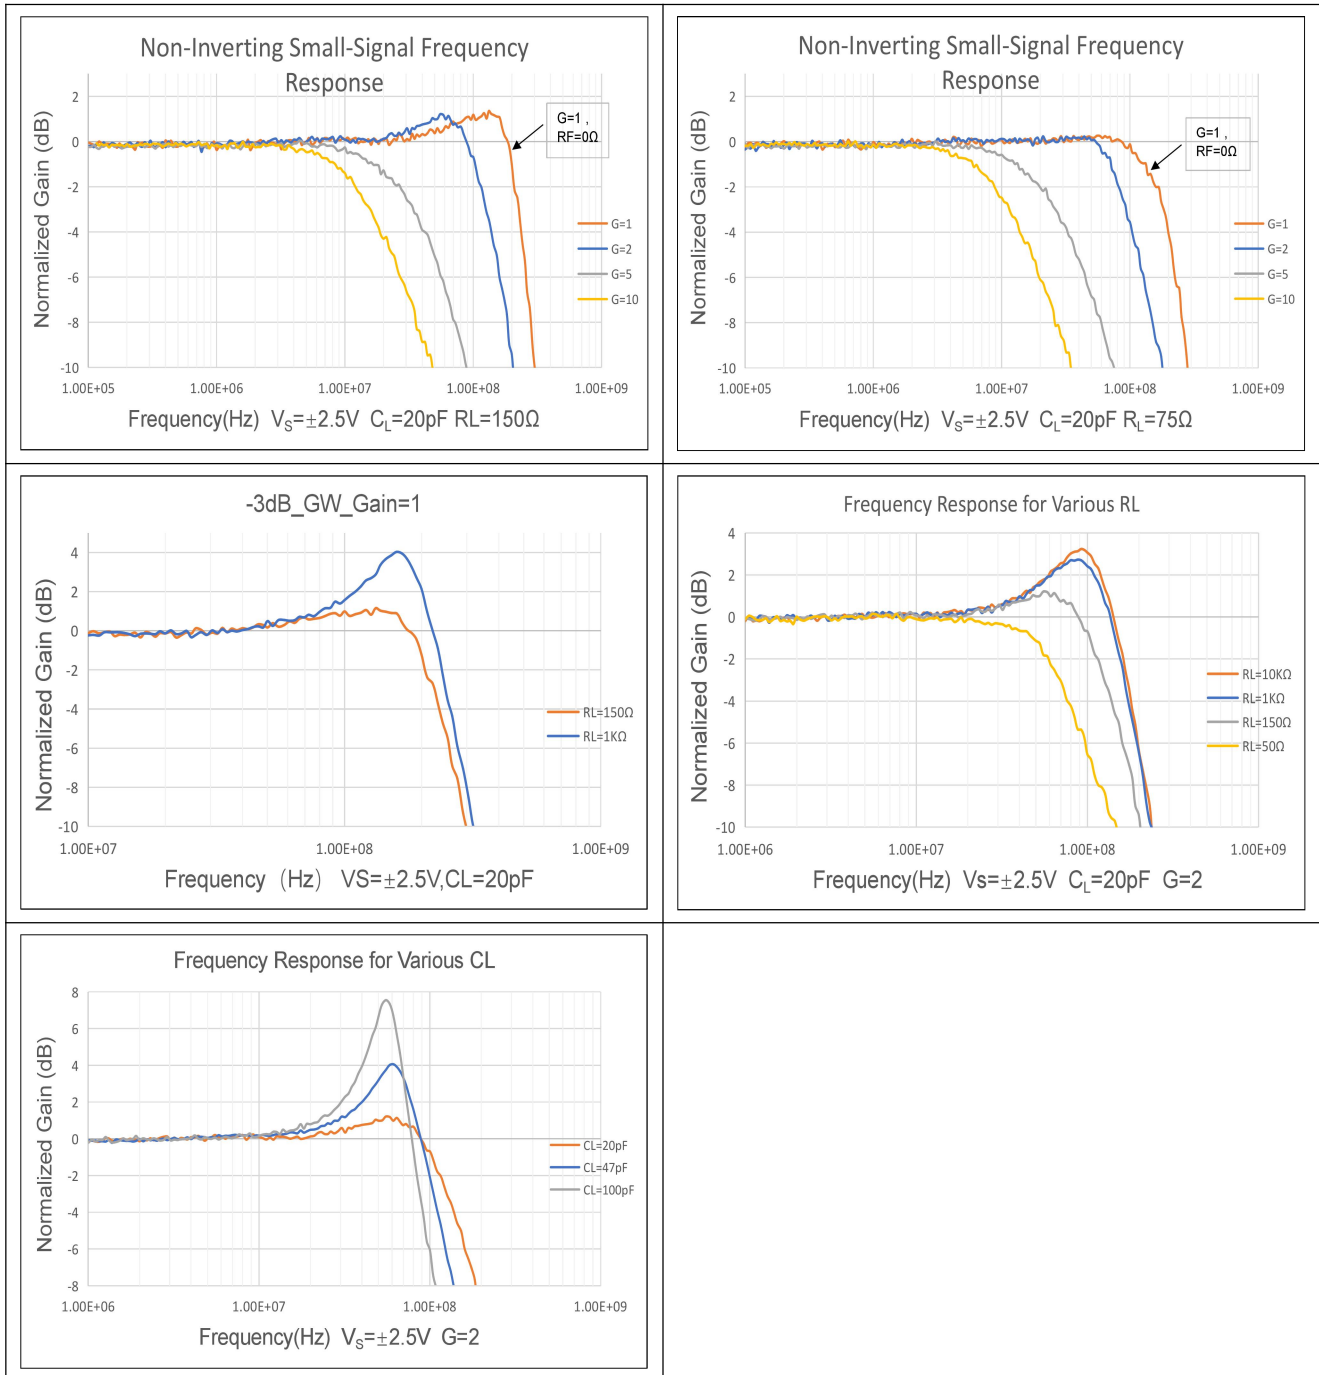 Non-Inverting Small-Signal Frequency
Response
Normalized Gain (dB)
2
0
-2
-4
-6
-8
-10
G=1 ,
RF=0Ω
G=1
G=2
G=5
G=10
1.00E+05 1.00E+06 1.00E+07 1.00E+08 1.00E+09
Frequency(Hz) VS=±2.5V CL=20pF RL=150Ω
Non-Inverting Small-Signal Frequency
Response
Normalized Gain (dB)
2
0
-2
-4
-6
-8
-10
G=1 ,
RF=0Ω
G=1
G=2
G=5
G=10
1.00E+05 1.00E+06 1.00E+07 1.00E+08 1.00E+09
Frequency(Hz) VS=±2.5V CL=20pF RL=75Ω
-3dB_GW_Gain=1
Normalized Gain (dB)
4
2
0
-2
-4
-6
-8
-10
RL=150Ω
RL=1KΩ
1.00E+07 1.00E+08 1.00E+09
Frequency (Hz) VS=±2.5V,CL=20pF
Frequency Response for Various RL
Normalized Gain (dB)
4
2
0
-2
-4
-6
-8
-10
RL=10KΩ
RL=1KΩ
RL=150Ω
RL=50Ω
1.00E+06 1.00E+07 1.00E+08 1.00E+09
Frequency(Hz) Vs=±2.5V CL=20pF G=2
Frequency Response for Various CL
Normalized Gain (dB)
8
6
4
2
0
-2
-4
-6
-8
CL=20pF
CL=47pF
CL=100pF
1.00E+06 1.00E+07 1.00E+08 1.00E+09
Frequency(Hz) VS=±2.5V G=2